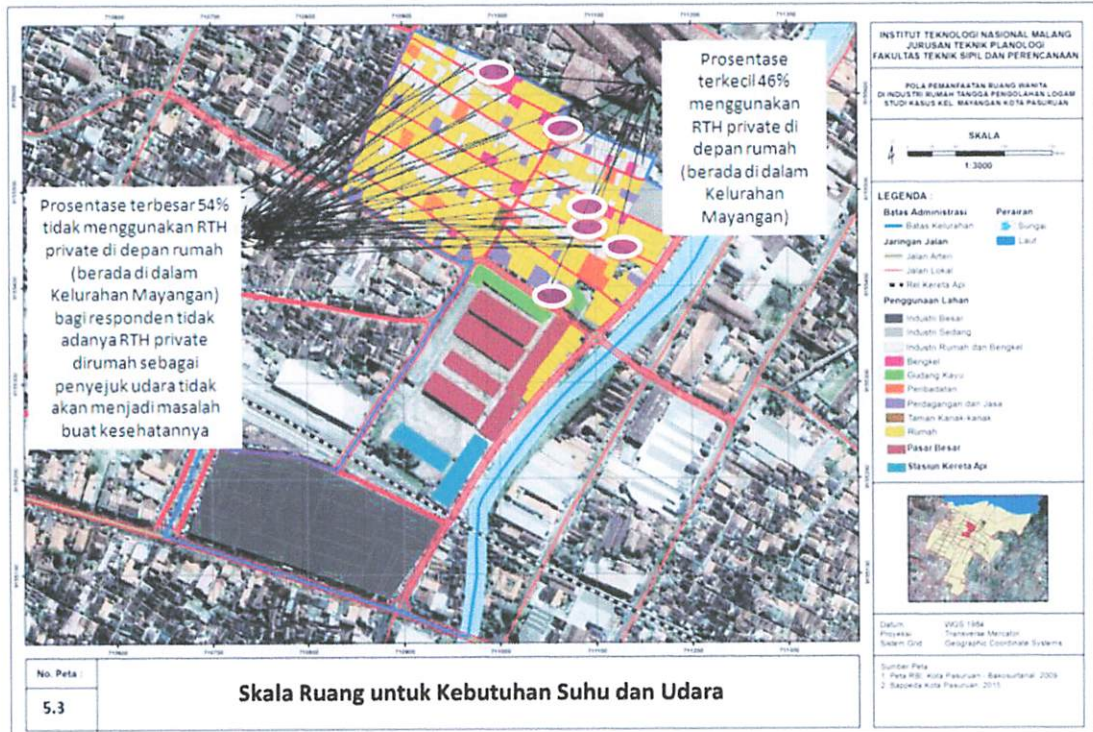 Prosentase
terkecil 46%
menggunakan
RTH private di
depan rumah
(berada di dalam
Kelurahan
Mayangan)
Prosentase terbesar 54%
tidak menggunakan RTH
private di depan rumah
(berada di dalam
Kelurahan Mayangan)
bagi responden tidak
adanya RTH private
dirumah sebagai
penyejuk udara tidak
akan menjadi masalah
buat kesehatannya
INSTITUT TEKNOLOGI NASIONAL MALANG
JURUSAN TEKNIK PLANOLOGI
FAKULTAS TEKNIK SIPIL DAN PERENCANAAN
POLA PEMANFAATAN RUANG WANITA
DI INDUSTRI RUMAH TANGGA PENGOLAHAN LOGAM
STUDI KASUS KEL. MAYANGAN KOTA PASURUAN
SKALA
1:3000
LEGENDA :
Batas Administrasi
Batas Kelurahan
Jaringan Jalan
Jalan Arteri
Jalan Lokal
Rel Kereta Api
Perairan
Sungai
Laut
Penggunaan Lahan
Industri Besar
Industri Sedang
Industri Rumah dan Bengkel
Bengkel
Gudang Kayu
Peribadatan
Perdagangan dan Jasa
Taman Kanak-kanak
Rumah
Pasar Besar
Stasiun Kereta Api
Datum : WGS 1984
Proyeksi : Transverse Mercator
Sistem Grid : Geographic Coordinate Systems
Sumber Peta
1. Peta RBI, Kota Pasuruan - Bakosurtanal 2009
2. Bappeda Kota Pasuruan, 2011
No. Peta :
5.3
Skala Ruang untuk Kebutuhan Suhu dan Udara